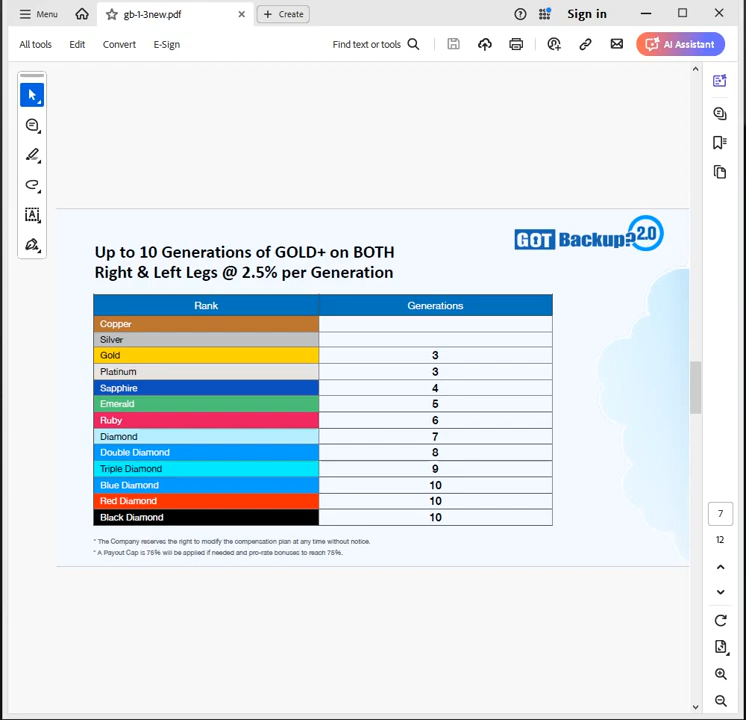 Menu
gb-1-3new.pdf
Create
Sign in
All tools
Edit
Convert
E-Sign
Find text or tools
AI Assistant
GOT Backup? 2.0
Up to 10 Generations of GOLD+ on BOTH
Right & Left Legs @ 2.5% per Generation
Rank Generations
Copper
Silver
Gold 3
Platinum 3
Sapphire 4
Emerald 5
Ruby 6
Diamond 7
Double Diamond 8
Triple Diamond 9
Blue Diamond 10
Red Diamond 10
Black Diamond 10
* The Company reserves the right to modify the compensation plan at any time without notice.
* A Payout Cap is 75% will be applied if needed and pro-rate bonuses to reach 75%.
7
12